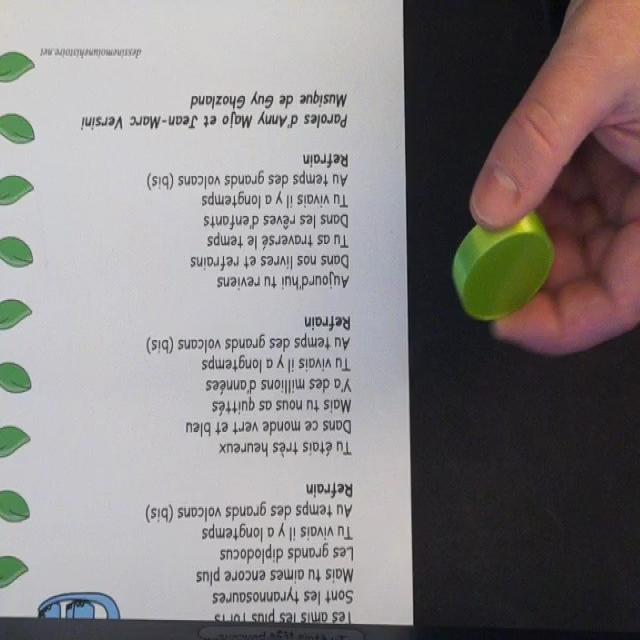 Tes amis les plus forts
Sont les tyrannosaures
Mais tu aimes encore plus
Les grands diplodocus
Tu vivais il y a longtemps
Au temps des grands volcans (bis)
Refrain
Tu étais très heureux
Dans ce monde vert et bleu
Mais tu nous as quittés
Y'a des millions d'années
Tu vivais il y a longtemps
Au temps des grands volcans (bis)
Refrain
Aujourd'hui tu reviens
Dans nos livres et refrains
Tu as traversé le temps
Dans les rêves d'enfants
Tu vivais il y a longtemps
Au temps des grands volcans (bis)
Refrain
Paroles d'Anny Majo et Jean-Marc Versini
Musique de Guy Ghozland
dessinemoiunehistoire.net